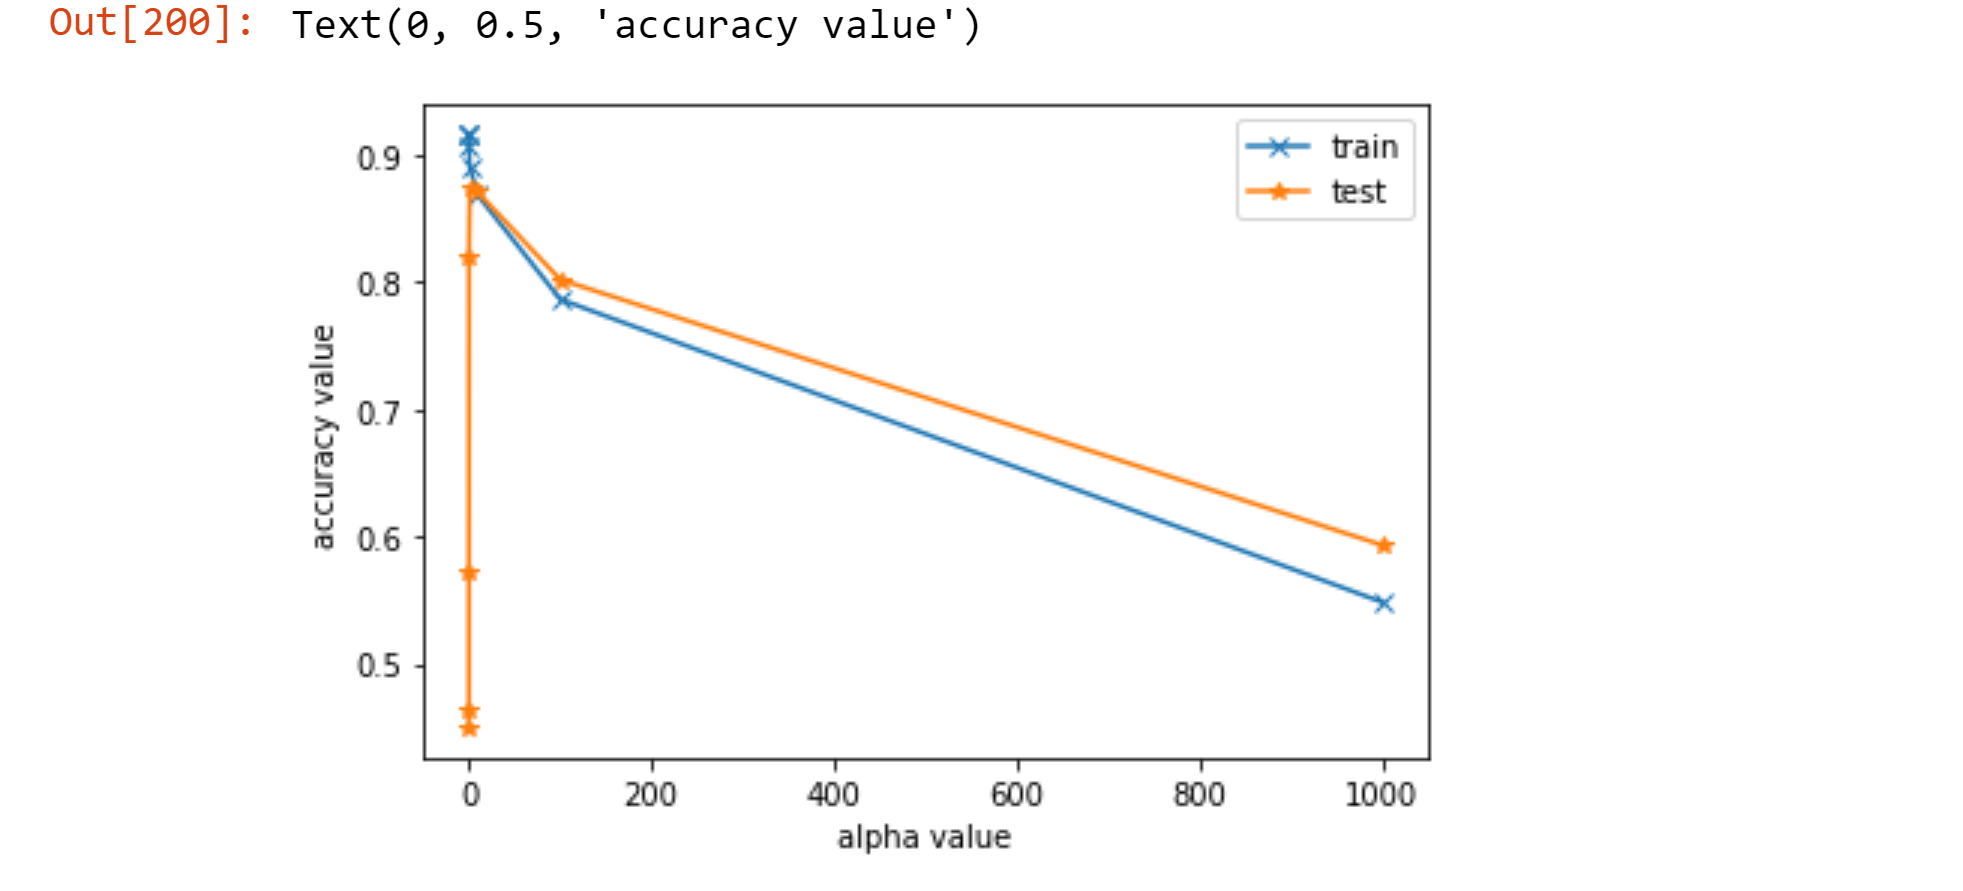 Out[200]: Text(0, 0.5, 'accuracy value')
train
test
0.9
0.8
0.7
0.6
0.5
accuracy value
0 200 400 600 800 1000
alpha value